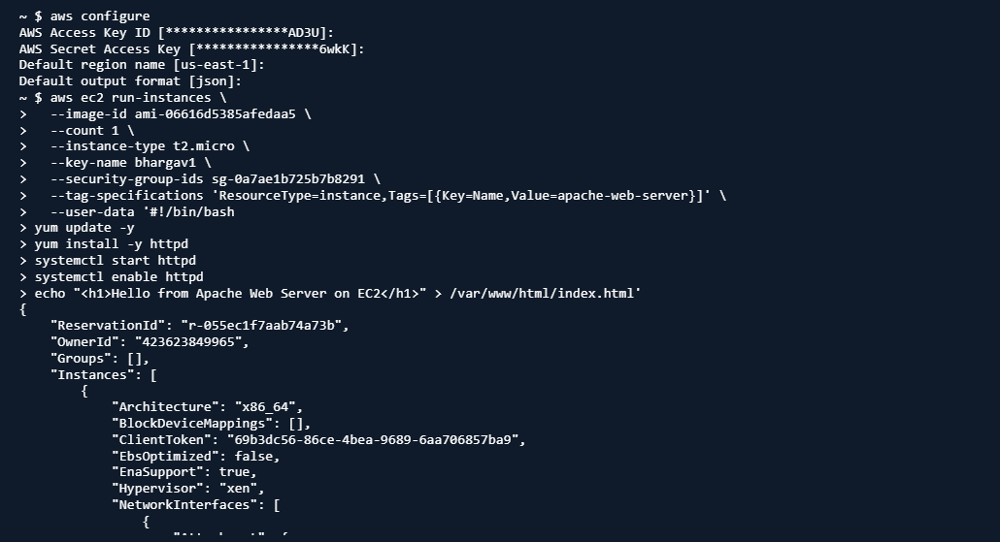 ~ $ aws configure
AWS Access Key ID [****************AD3U]:
AWS Secret Access Key [****************6wkK]:
Default region name [us-east-1]:
Default output format [json]:
~ $ aws ec2 run-instances \
>   --image-id ami-06616d5385afedaa5 \
>   --count 1 \
>   --instance-type t2.micro \
>   --key-name bhargav1 \
>   --security-group-ids sg-0a7ae1b725b7b8291 \
>   --tag-specifications 'ResourceType=instance,Tags=[{Key=Name,Value=apache-web-server}]' \
>   --user-data '#!/bin/bash
> yum update -y
> yum install -y httpd
> systemctl start httpd
> systemctl enable httpd
> echo "<h1>Hello from Apache Web Server on EC2</h1>" > /var/www/html/index.html'
{
    "ReservationId": "r-055ec1f7aab74a73b",
    "OwnerId": "423623849965",
    "Groups": [],
    "Instances": [
        {
            "Architecture": "x86_64",
            "BlockDeviceMappings": [],
            "ClientToken": "69b3dc56-86ce-4bea-9689-6aa706857ba9",
            "EbsOptimized": false,
            "EnaSupport": true,
            "Hypervisor": "xen",
            "NetworkInterfaces": [
                {